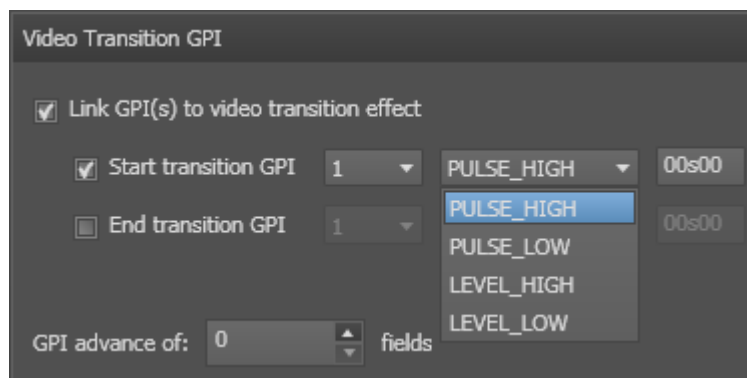 Video Transition GPI
Link GPI(s) to video transition effect
Start transition GPI 1 PULSE_HIGH 00s00
PULSE_HIGH
End transition GPI 1 00s00
PULSE_LOW
LEVEL_HIGH
LEVEL_LOW
GPI advance of: 0 fields